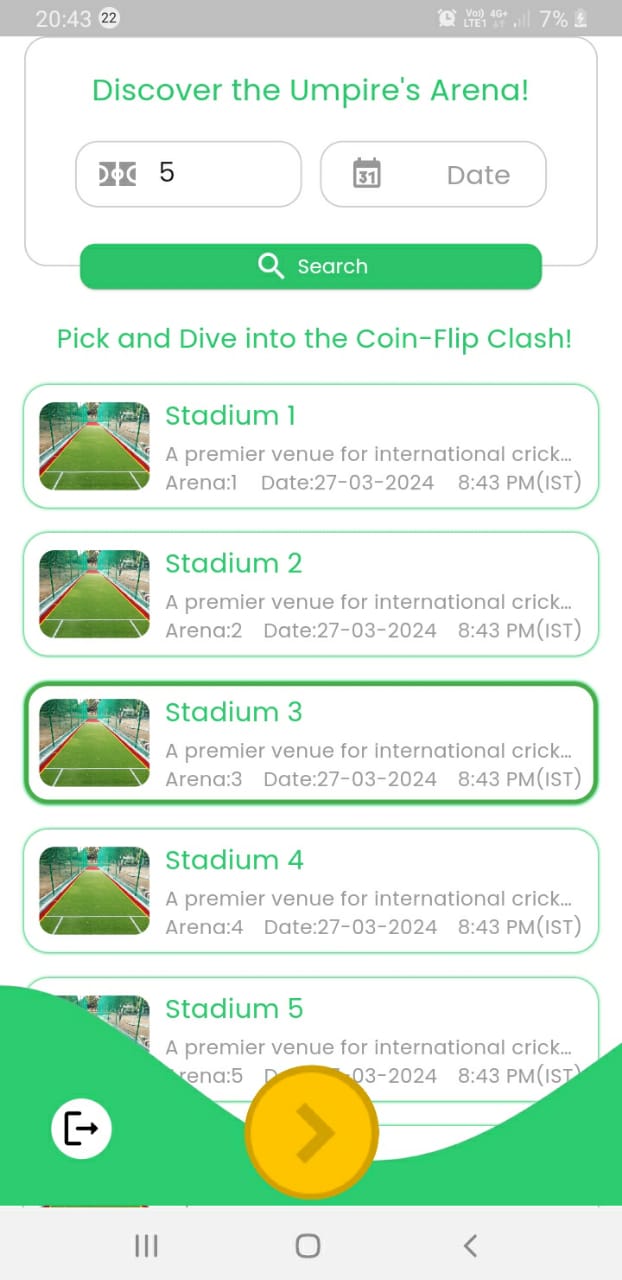 20:43 22 Vo) 4G+ LTE1 7%
Discover the Umpire's Arena!
5
31 Date
Search
Pick and Dive into the Coin-Flip Clash!
Stadium 1
A premier venue for international crick...
Arena:1 Date:27-03-2024 8:43 PM(IST)
Stadium 2
A premier venue for international crick...
Arena:2 Date:27-03-2024 8:43 PM(IST)
Stadium 3
A premier venue for international crick...
Arena:3 Date:27-03-2024 8:43 PM(IST)
Stadium 4
A premier venue for international crick...
Arena:4 Date:27-03-2024 8:43 PM(IST)
Stadium 5
A premier venue for international crick...
rena:5 D 03-2024 8:43 PM(IST)